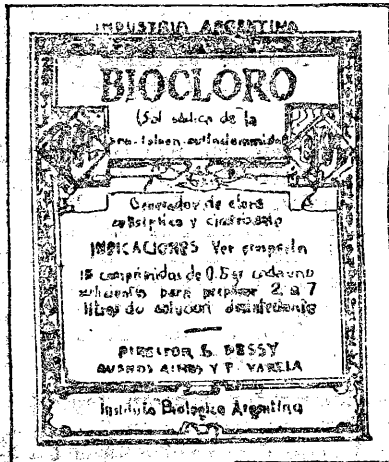 INDUSTRIA ARGENTINA
BIOCLORO
(Sal sódica de la
Generador de cloro
antiséptico y cicatrizante
INDICACIONES Ver prospecto
15 comprimidos de 0.5 gr cada uno
suficientes para preparar 2 a 7
litros de solución desinfectante
DIRECTOR S. DESSY
BUENOS AIRES Y F. VARELA
Instituto Biológico Argentino